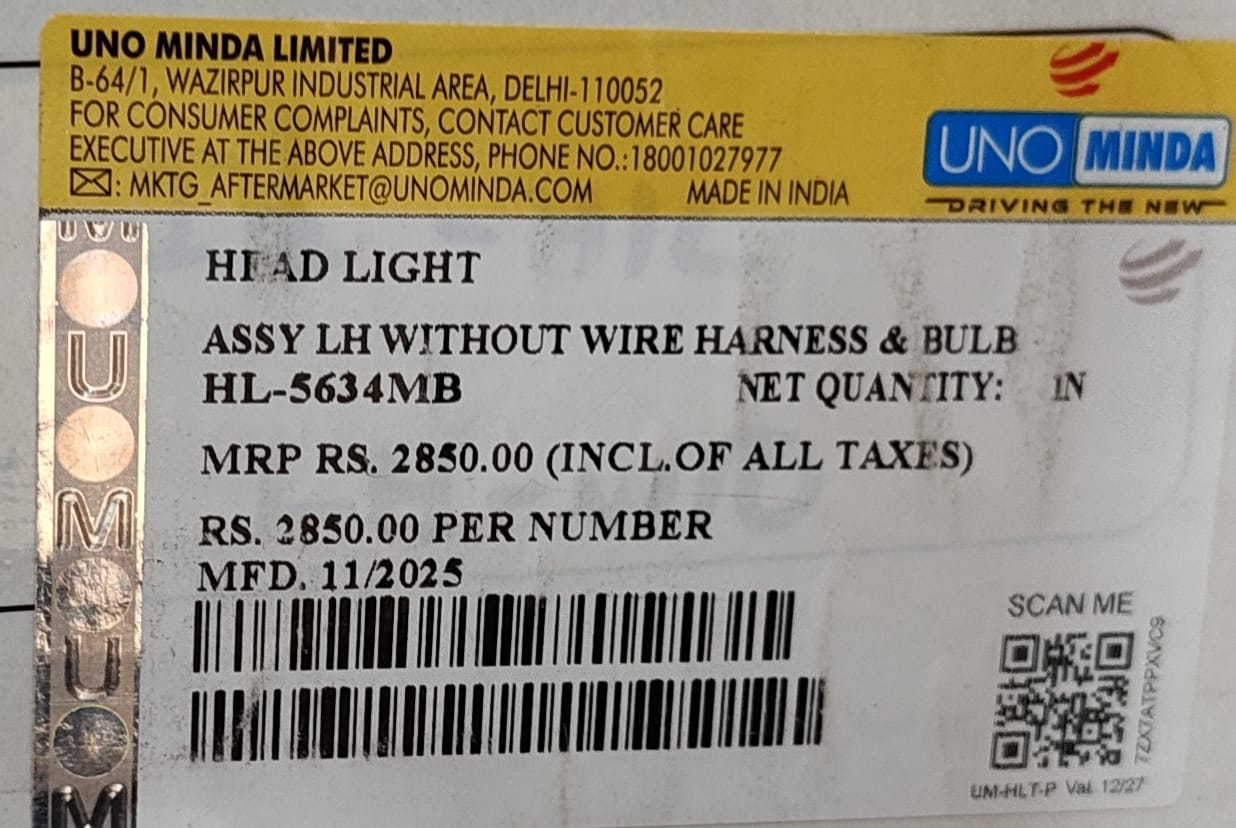 UNO MINDA LIMITED
B-64/1, WAZIRPUR INDUSTRIAL AREA, DELHI-110052
FOR CONSUMER COMPLAINTS, CONTACT CUSTOMER CARE
EXECUTIVE AT THE ABOVE ADDRESS, PHONE NO.:18001027977
: MKTG_AFTERMARKET@UNOMINDA.COM MADE IN INDIA
UNO MINDA
DRIVING THE NEW
HEAD LIGHT
ASSY LH WITHOUT WIRE HARNESS & BULB
HL-5634MB NET QUANTITY: 1N
MRP RS. 2850.00 (INCL.OF ALL TAXES)
RS. 2850.00 PER NUMBER
MFD. 11/2025
SCAN ME
UM-HLT-P Val. 12/27
M
U
M
U
M